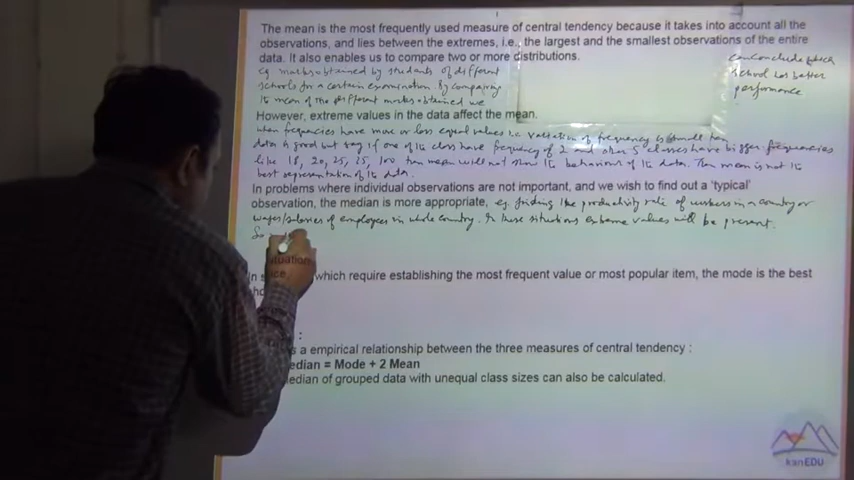 The mean is the most frequently used measure of central tendency because it takes into account all the
observations, and lies between the extremes, i.e., the largest and the smallest observations of the entire
data. It also enables us to compare two or more distributions.
eg marks obtained by students of different
schools for a certain examination By comparing
its mean of the different marks obtained we
can conclude which
school has better
performance
However, extreme values in the data affect the mean.
When frequencies have more or less equal values i.e. variation of frequency is small then
data is good but say if one of its class have frequency of 2 and other 5 classes have bigger frequencies
like 18, 20, 25, 15, 100 then mean will not show its behaviour of its data. Then mean is not its
best representation of its data.
In problems where individual observations are not important, and we wish to find out a 'typical'
observation, the median is more appropriate, eg. finding the productivity rate of workers in a country or
wages/salaries of employees in whole country. In these situations extreme values will be present.
So
situation which require establishing the most frequent value or most popular item, the mode is the best
:
a empirical relationship between the three measures of central tendency :
edian = Mode + 2 Mean
edian of grouped data with unequal class sizes can also be calculated.
kanEDU